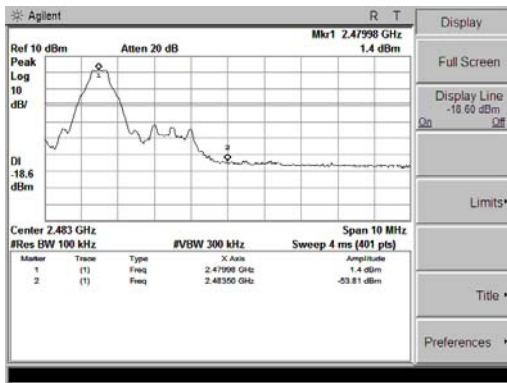 Agilent R T
Mkr1 2.47998 GHz
Ref 10 dBm Atten 20 dB 1.4 dBm
Peak
Log
10
dB/
1
2
DI
-18.6
dBm
Center 2.483 GHz Span 10 MHz
#Res BW 100 kHz #VBW 300 kHz Sweep 4 ms (401 pts)
Marker Trace Type X Axis Amplitude
1 (1) Freq 2.47998 GHz 1.4 dBm
2 (1) Freq 2.48350 GHz -53.81 dBm
Display
Full Screen
Display Line
-18.60 dBm
On Off
Limits
Title
Preferences